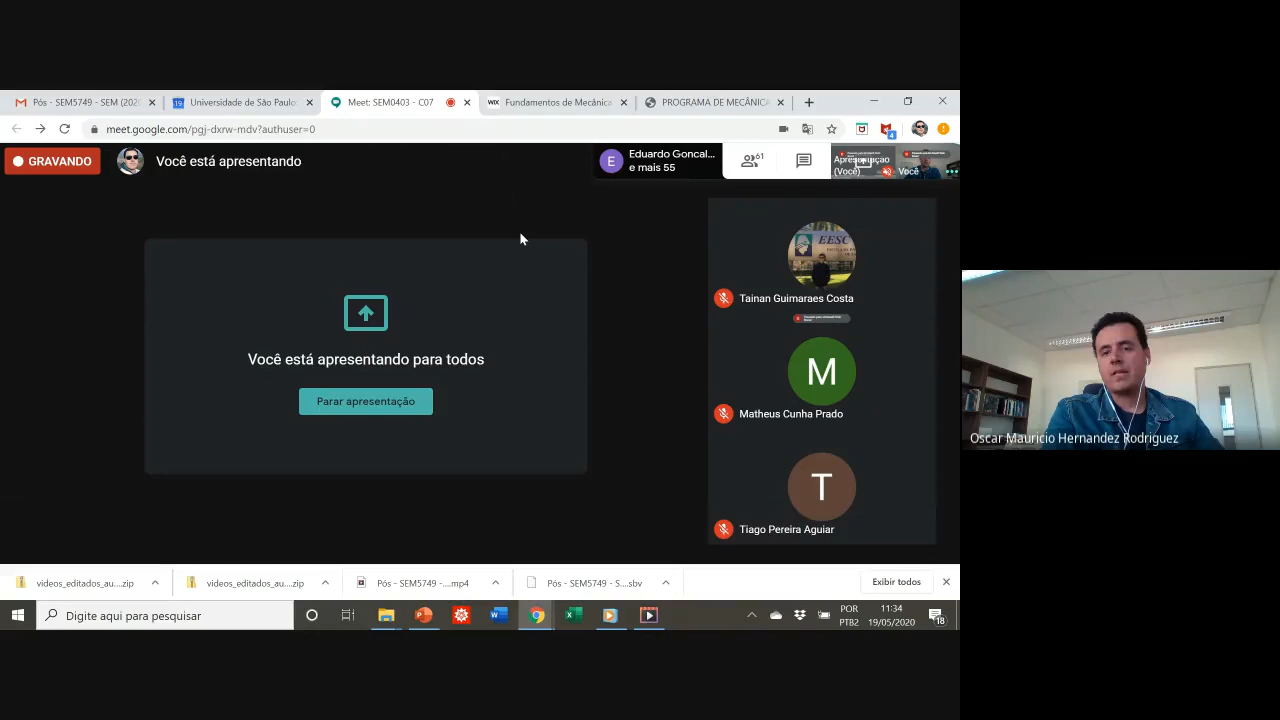 Pós - SEM5749 - SEM (202
Universidade de São Paulo
Meet: SEM0403 - C07
WIX
Fundamentos de Mecânica
PROGRAMA DE MECÂNICA
meet.google.com/pgj-dxrw-mdv?authuser=0
4
GRAVANDO
Você está apresentando
E
Eduardo Goncal...
e mais 55
61
Apresentação
(Você)
Você
Você está apresentando para todos
Parar apresentação
EESC
Tainan Guimaraes Costa
M
Matheus Cunha Prado
T
Tiago Pereira Aguiar
Oscar Mauricio Hernandez Rodriguez
videos_editados_au....zip
videos_editados_au....zip
Pós - SEM5749 -....mp4
Pós - SEM5749 - S....sbv
Exibir todos
Digite aqui para pesquisar
POR
PTB2
11:34
19/05/2020
18